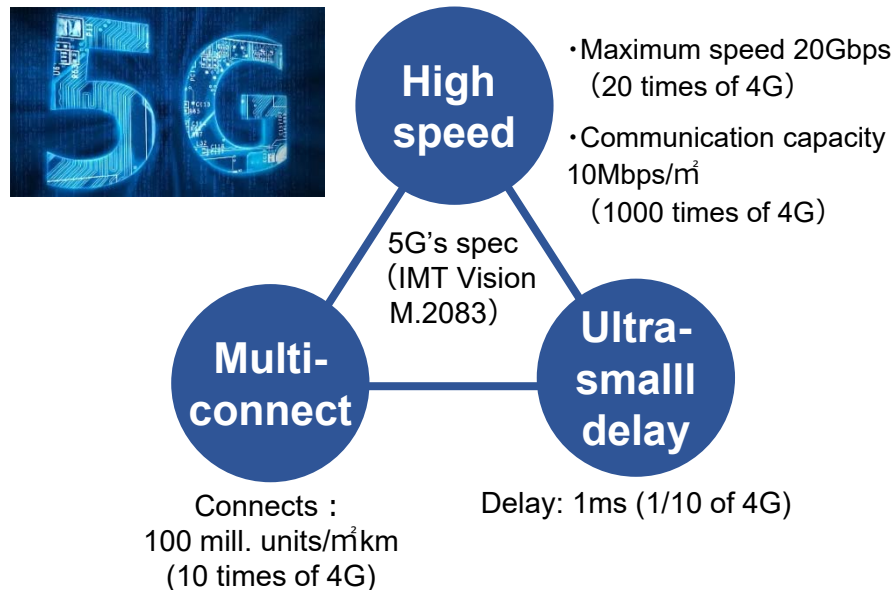 5G
High
speed
・Maximum speed 20Gbps
（20 times of 4G）
・Communication capacity
10Mbps/㎡
（1000 times of 4G）
5G’s spec
（IMT Vision
M.2083）
Multi-
connect
Ultra-
smalll
delay
Connects：
100 mill. units/㎡km
(10 times of 4G)
Delay: 1ms (1/10 of 4G)